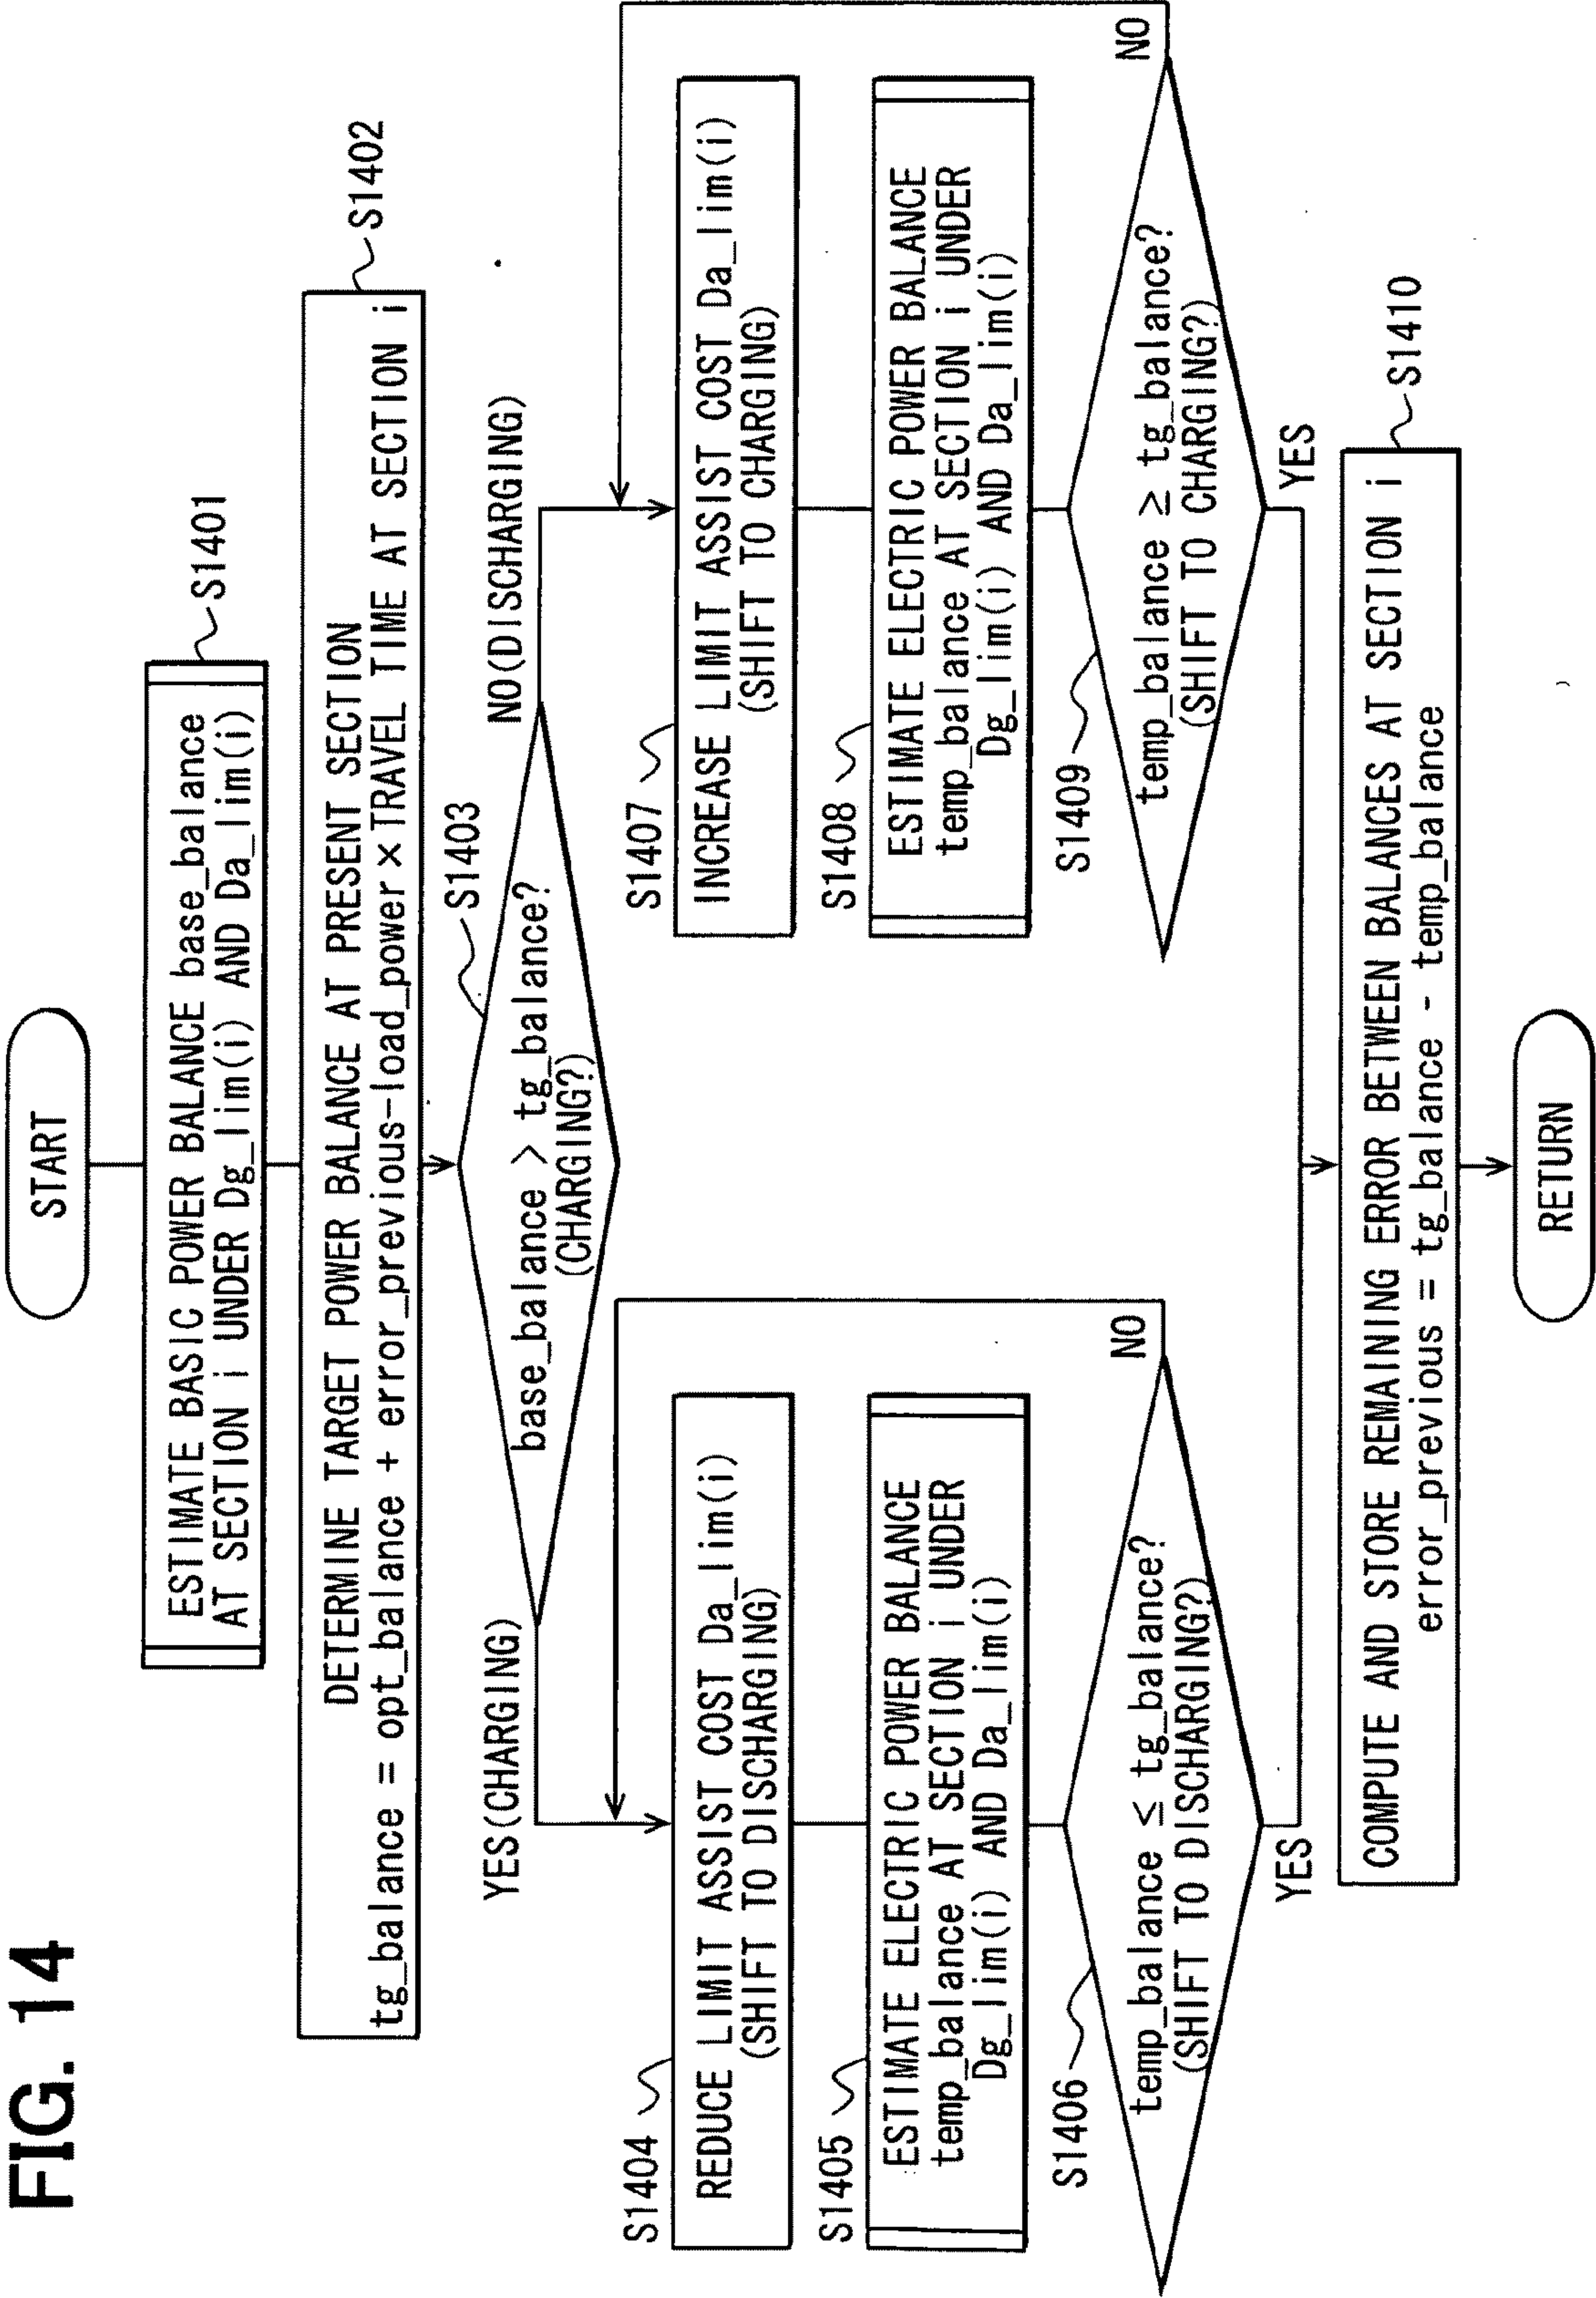 FIG. 14
START
S1401
ESTIMATE BASIC POWER BALANCE base_balance
AT SECTION i UNDER Dg_lim(i) AND Da_lim(i)
S1402
DETERMINE TARGET POWER BALANCE AT PRESENT SECTION
tg_balance = opt_balance + error_previous-load_power × TRAVEL TIME AT SECTION i
S1403
base_balance > tg_balance?
(CHARGING?)
YES(CHARGING)
NO(DISCHARGING)
S1404
REDUCE LIMIT ASSIST COST Da_lim(i)
(SHIFT TO DISCHARGING)
S1405
ESTIMATE ELECTRIC POWER BALANCE
temp_balance AT SECTION i UNDER
Dg_lim(i) AND Da_lim(i)
S1406
temp_balance ≤ tg_balance?
(SHIFT TO DISCHARGING?)
NO
YES
S1407
INCREASE LIMIT ASSIST COST Da_lim(i)
(SHIFT TO CHARGING)
S1408
ESTIMATE ELECTRIC POWER BALANCE
temp_balance AT SECTION i UNDER
Dg_lim(i) AND Da_lim(i)
S1409
temp_balance ≥ tg_balance?
(SHIFT TO CHARGING?)
NO
YES
S1410
COMPUTE AND STORE REMAINING ERROR BETWEEN BALANCES AT SECTION i
error_previous = tg_balance - temp_balance
RETURN